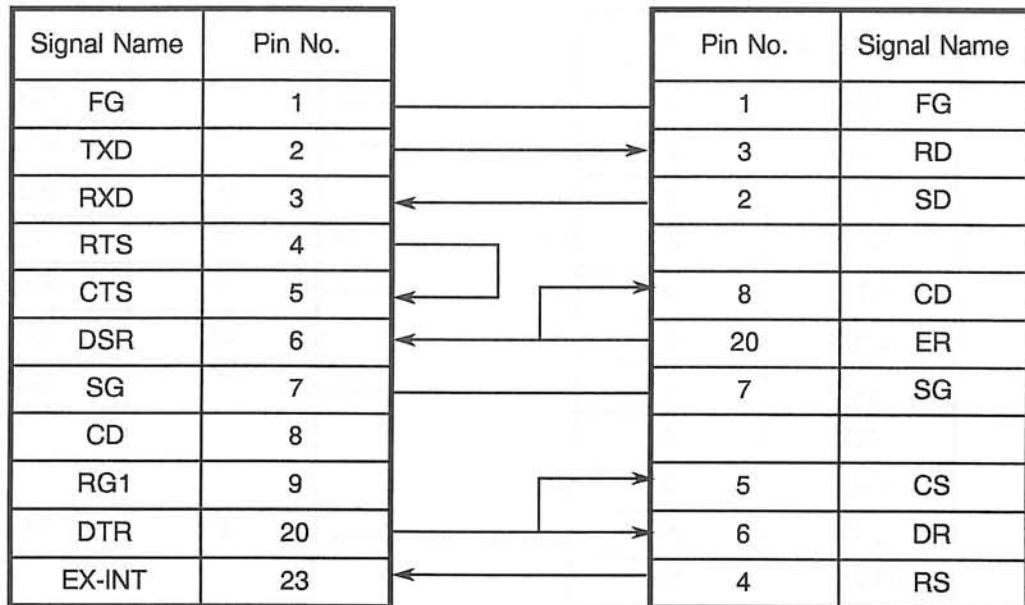 Signal Name Pin No. Pin No. Signal Name
FG 1 1 FG
TXD 2 3 RD
RXD 3 2 SD
RTS 4
CTS 5 8 CD
DSR 6 20 ER
SG 7 7 SG
CD 8
RG1 9 5 CS
DTR 20 6 DR
EX-INT 23 4 RS